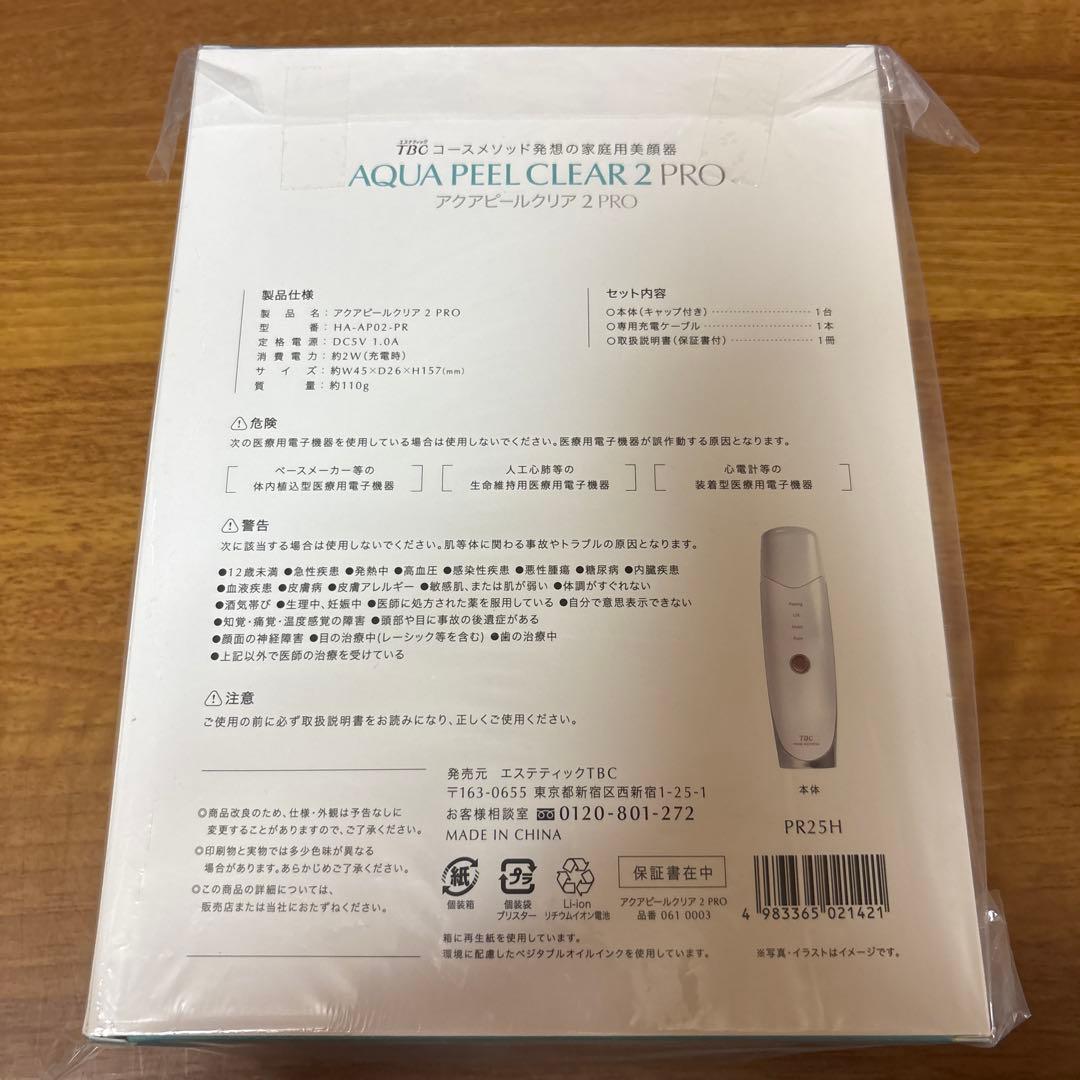 エステティック
TBC コースメソッド発想の家庭用美顔器
AQUA PEEL CLEAR 2 PRO
アクアピールクリア 2 PRO
製品仕様
製品名:アクアピールクリア 2 PRO
型番:HA-AP02-PR
定格電源:DC5V 1.0A
消費電力:約2W(充電時)
サイズ:約W45×D26×H157(mm)
質量:約110g
セット内容
○本体(キャップ付き) 1台
○専用充電ケーブル 1本
○取扱説明書(保証書付) 1冊
⚠危険
次の医療用電子機器を使用している場合は使用しないでください。医療用電子機器が誤作動する原因となります。
ペースメーカー等の
体内植込型医療用電子機器
人工心肺等の
生命維持用医療用電子機器
心電計等の
装着型医療用電子機器
⚠警告
次に該当する場合は使用しないでください。肌等体に関わる事故やトラブルの原因となります。
●12歳未満 ●急性疾患 ●発熱中 ●高血圧 ●感染性疾患 ●悪性腫瘍 ●糖尿病 ●内臓疾患
●血液疾患 ●皮膚病 ●皮膚アレルギー ●敏感肌、または肌が弱い ●体調がすぐれない
●酒気帯び ●生理中、妊娠中 ●医師に処方された薬を服用している ●自分で意思表示できない
●知覚・痛覚・温度感覚の障害 ●頭部や目に事故の後遺症がある
●顔面の神経障害 ●目の治療中(レーシック等を含む) ●歯の治療中
●上記以外で医師の治療を受けている
⚠注意
ご使用の前に必ず取扱説明書をお読みになり、正しくご使用ください。
Peeling
Lift
Moist
TBC
本体
PR25H
発売元 エステティックTBC
〒163-0655 東京都新宿区西新宿1-25-1
お客様相談室 0120-801-272
MADE IN CHINA
◎商品改良のため、仕様・外観は予告なしに
変更することがありますので、ご了承ください。
◎印刷物と実物では多少色味が異なる
場合があります。あらかじめご了承ください。
◎この商品の詳細については、
販売店または当社におたずねください。
紙
個装箱
プラ
個装袋
ブリスター
Li-ion
リチウムイオン電池
保証書在中
アクアピールクリア 2 PRO
品番 061 0003
4 983365 021421
箱に再生紙を使用しています。
環境に配慮したベジタブルオイルインクを使用しています。
※写真・イラストはイメージです。